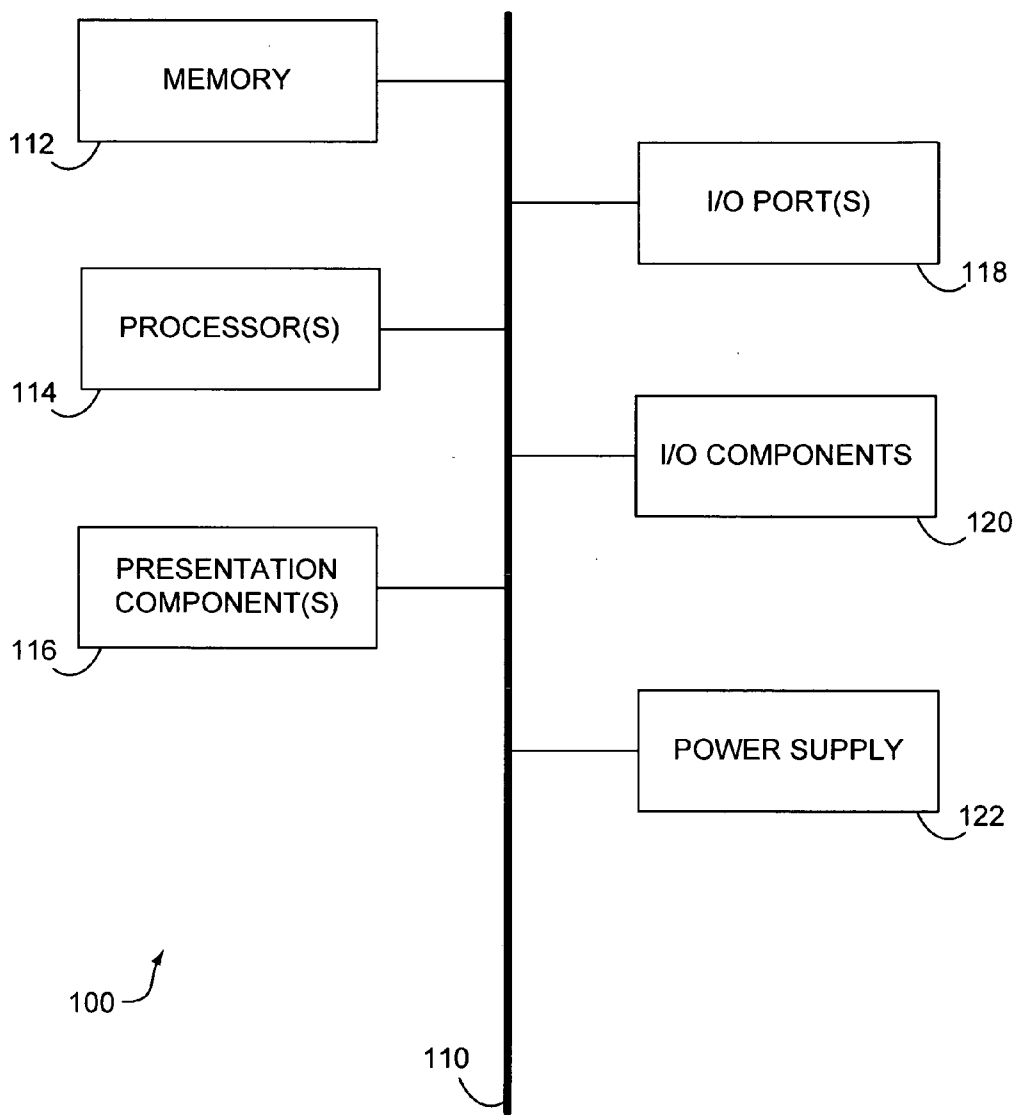 MEMORY
112
I/O PORT(S)
118
PROCESSOR(S)
114
I/O COMPONENTS
120
PRESENTATION
COMPONENT(S)
116
POWER SUPPLY
122
100
110